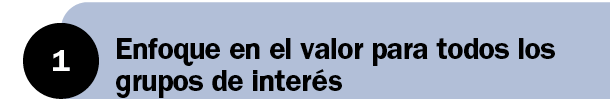 1
Enfoque en el valor para todos los
grupos de interés